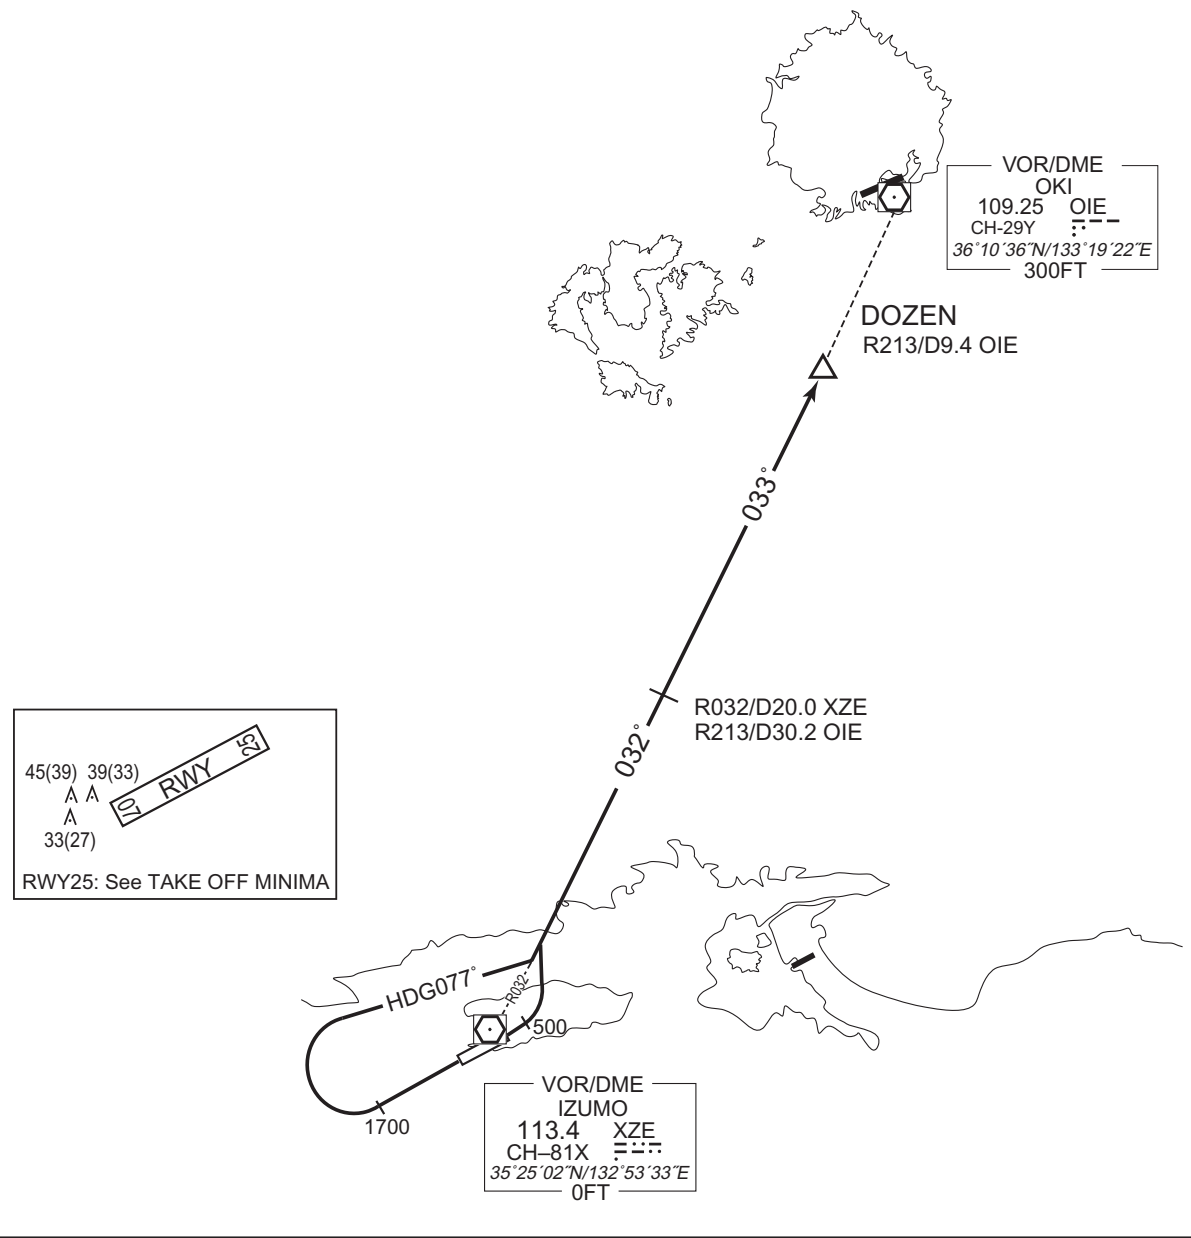 VOR/DME
OKI
109.25 OIE
CH-29Y
36°10´36˝N/133°19´22˝E
300FT
DOZEN
R213/D9.4 OIE
033°
R032/D20.0 XZE
R213/D30.2 OIE
032°
45(39) 39(33)
33(27)
07 RWY 25
RWY25: See TAKE OFF MINIMA
HDG077°
R032
500
1700
VOR/DME
IZUMO
113.4 XZE
CH–81X
35°25´02˝N/132°53´33˝E
0FT